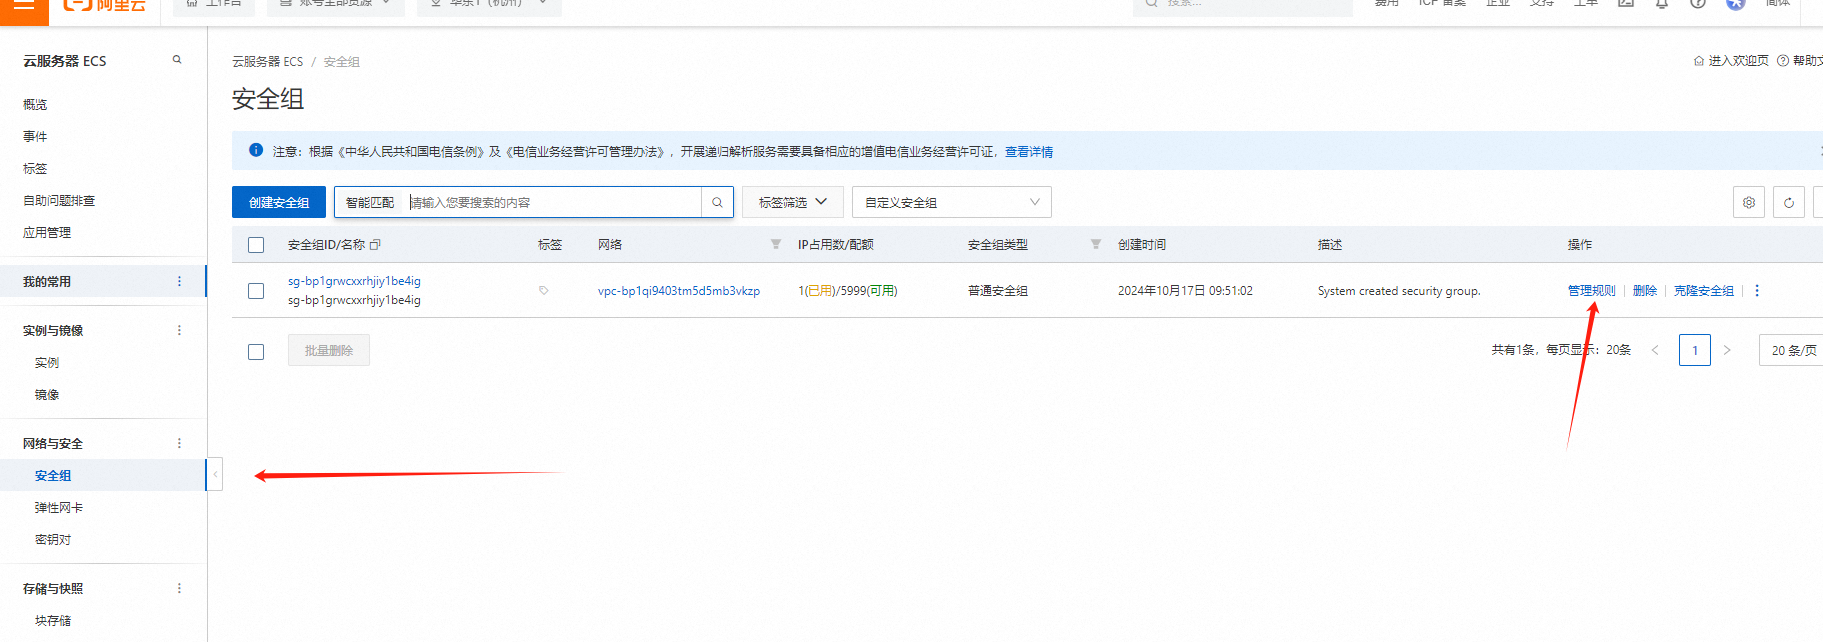 阿里云 工作台 账号全部资源 华东1（杭州） 搜索... 费用 ICP 备案 企业 支持 工单 简体
云服务器 ECS
云服务器 ECS / 安全组
进入欢迎页 帮助文
概览
安全组
事件
注意：根据《中华人民共和国电信条例》及《电信业务经营许可管理办法》，开展递归解析服务需要具备相应的增值电信业务经营许可证，查看详情
标签
自助问题排查
创建安全组 智能匹配 请输入您要搜索的内容 标签筛选 自定义安全组
应用管理
安全组ID/名称 标签 网络 IP占用数/配额 安全组类型 创建时间 描述 操作
我的常用
sg-bp1grwcxxrhjiy1be4ig
sg-bp1grwcxxrhjiy1be4ig
vpc-bp1qi9403tm5d5mb3vkzp 1(已用)/5999(可用) 普通安全组 2024年10月17日 09:51:02 System created security group. 管理规则 删除 克隆安全组
实例与镜像
批量删除 共有1条，每页显示：20条 1 20 条/页
实例
镜像
网络与安全
安全组
弹性网卡
密钥对
存储与快照
块存储